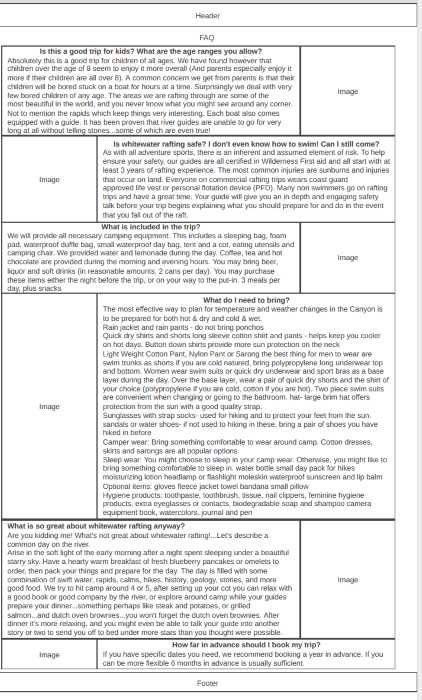 Header
FAQ
Is this a good trip for kids? What are the age ranges you allow?
Absolutely this is a good trip for children of all ages. We have found however that
children over the age of 8 seem to enjoy it more overall (And parents especially enjoy it
more if their children are all over 8). A common concern we get from parents is that their
children will be bored stuck on a boat for hours at a time. Surprisingly we deal with very
few bored children of any age. The areas we are rafting through are some of the
most beautiful in the world, and you never know what you might see around any corner.
Not to mention the rapids which keep things very interesting. Each boat also comes
equipped with a guide. It has been proven that river guides are unable to go for very
long at all without telling stories...some of which are even true!
Image
Image
Is whitewater rafting safe? I don't even know how to swim! Can I still come?
As with all adventure sports, there is an inherent and assumed element of risk. To help
ensure your safety, our guides are all certified in Wilderness First aid and all start with at
least 3 years of rafting experience. The most common injuries are sunburns and injuries
that occur on land. Everyone on commercial rafting trips wears coast guard
approved life vest or personal flotation device (PFD). Many non swimmers go on rafting
trips and have a great time. Your guide will give you an in depth and engaging safety
talk before your trip begins explaining what you should prepare for and do in the event
that you fall out of the raft.
What is included in the trip?
We will provide all necessary camping equipment. This includes a sleeping bag, foam
pad, waterproof duffle bag, small waterproof day bag, tent and a cot, eating utensils and
camping chair. We provided water and lemonade during the day. Coffee, tea and hot
chocolate are provided during the morning and evening hours. You may bring beer,
liquor and soft drinks (in reasonable amounts, 2 cans per day). You may purchase
these items either the night before the trip, or on your way to the put-in. 3 meals per
day, plus snacks
Image
Image
What do I need to bring?
The most effective way to plan for temperature and weather changes in the Canyon is
to be prepared for both hot & dry and cold & wet.
Rain jacket and rain pants - do not bring ponchos
Quick dry shirts and shorts long sleeve cotton shirt and pants - helps keep you cooler
on hot days. Button down shirts provide more sun protection on the neck
Light Weight Cotton Pant, Nylon Pant or Sarong the best thing for men to wear are
swim trunks as shorts if you are cold natured, bring polypropylene long underwear top
and bottom. Women wear swim suits or quick dry underwear and sport bras as a base
layer during the day. Over the base layer, wear a pair of quick dry shorts and the shirt of
your choice (polypropylene if you are cold, cotton if you are hot). Two piece swim suits
are convenient when changing or going to the bathroom. hat- large brim hat offers
protection from the sun with a good quality strap.
Sunglasses with strap socks- used for hiking and to protect your feet from the sun.
sandals or water shoes- if not used to hiking in these, bring a pair of shoes you have
hiked in before
Camper wear: Bring something comfortable to wear around camp. Cotton dresses,
skirts and sarongs are all popular options.
Sleep wear: You might choose to sleep in your camp wear. Otherwise, you might like to
bring something comfortable to sleep in. water bottle small day pack for hikes
moisturizing lotion headlamp or flashlight moleskin waterproof sunscreen and lip balm
Optional items: gloves fleece jacket towel bandana small pillow
Hygiene products: toothpaste, toothbrush, tissue, nail clippers, feminine hygiene
products, extra eyeglasses or contacts, biodegradable soap and shampoo camera
equipment book, watercolors, journal and pen
What is so great about whitewater rafting anyway?
Are you kidding me! What's not great about whitewater rafting!...Let's describe a
common day on the river.
Arise in the soft light of the early morning after a night spent sleeping under a beautiful
starry sky. Have a hearty warm breakfast of fresh blueberry pancakes or omelets to
order, then pack your things and prepare for the day. The day is filled with some
combination of swift water, rapids, calms, hikes, history, geology, stories, and more
good food. We try to hit camp around 4 or 5, after setting up your cot you can relax with
a good book or good company by the river, or explore around camp while your guides
prepare your dinner...something perhaps like steak and potatoes, or grilled
salmon...and dutch oven brownies...you won't forget the dutch oven brownies. After
dinner it's more relaxing, and you might even be able to talk your guide into another
story or two to send you off to bed under more stars than you thought were possible.
Image
Image
How far in advance should I book my trip?
If you have specific dates you need, we recommend booking a year in advance. If you
can be more flexible 6 months in advance is usually sufficient.
Footer